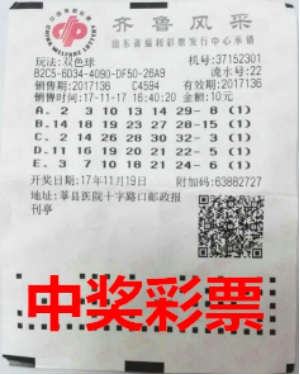 中国福利彩票
CHINA WELFARE LOTTERY
齐鲁风采
山东省福利彩票发行中心承销
玩法:双色球 机号:37152301
B2C5-6D34-4090-DF50-26A9 流水号:22
销售期:2017136 C4594 有效期:2017136
销售时间:17-11-17 16:40:20 金额:10元
A. 2 3 10 13 14 29- 8 (1)
B.14 18 19 23 27 28-15 (1)
C. 2 14 26 28 30 32- 3 (1)
D.11 16 19 20 21 22- 5 (1)
E. 3 7 10 18 21 24- 6 (1)
开奖日期:17年11月19日 附加码:63882727
地址:莘县医院十字路口邮政报
刊亭
中奖彩票